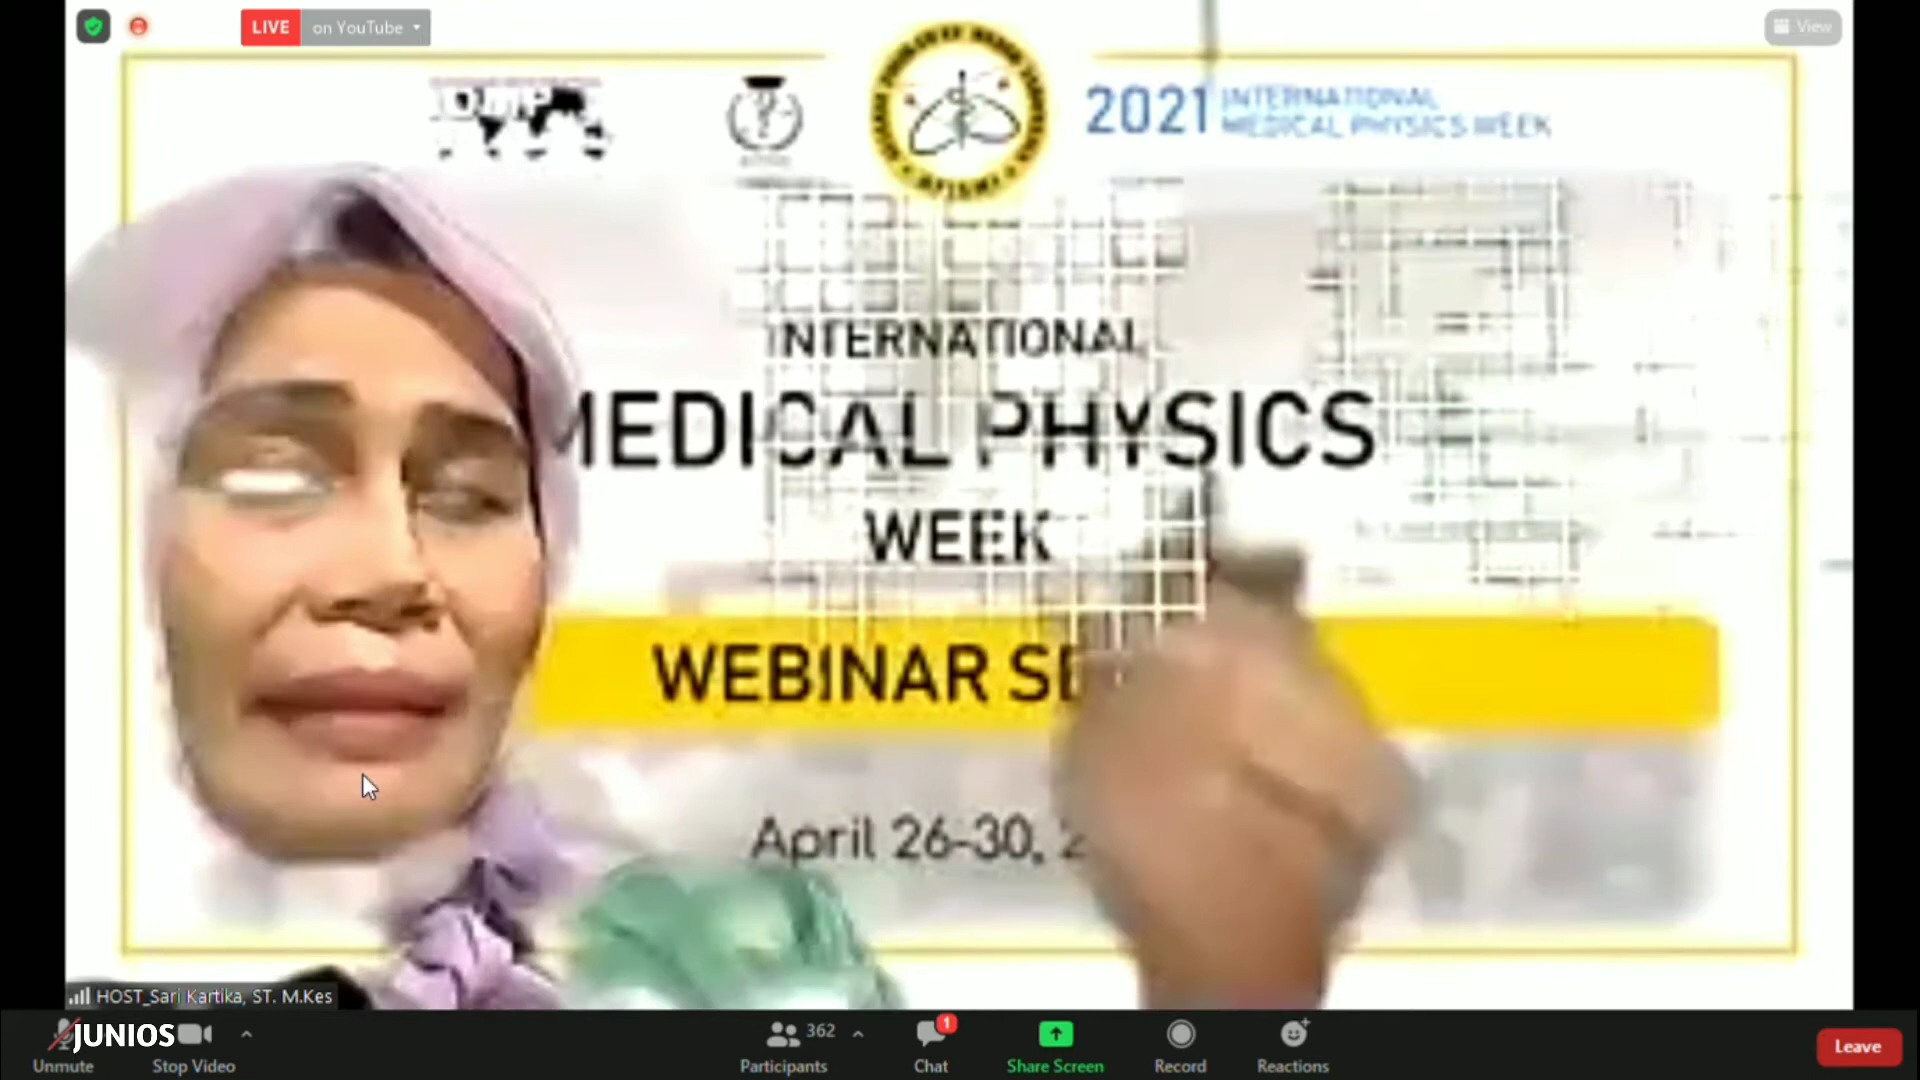 LIVE on YouTube
View
2021 INTERNATIONAL
MEDICAL PHYSICS WEEK
INTERNATIONAL
MEDICAL PHYSICS
WEEK
WEBINAR SE
April 26-30, 2
HOST_Sari Kartika, ST. M.Kes
JUNIOS
362
1
Unmute
Stop Video
Participants
Chat
Share Screen
Record
Reactions
Leave